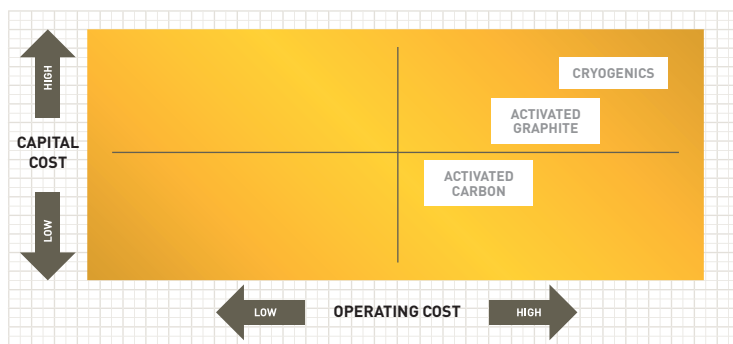 HIGH
CRYOGENICS
ACTIVATED
GRAPHITE
CAPITAL
COST
ACTIVATED
CARBON
LOW
LOW
OPERATING COST
HIGH